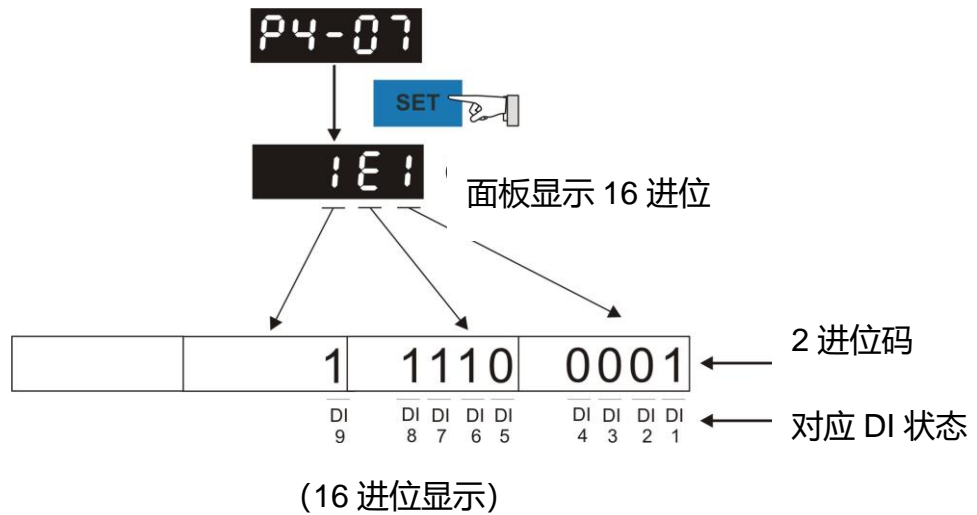 P4-07
SET
1E1
面板显示 16 进位
1 1110 0001
2 进位码
DI DI DI DI DI DI DI DI DI
9 8 7 6 5 4 3 2 1
对应 DI 状态
(16 进位显示)